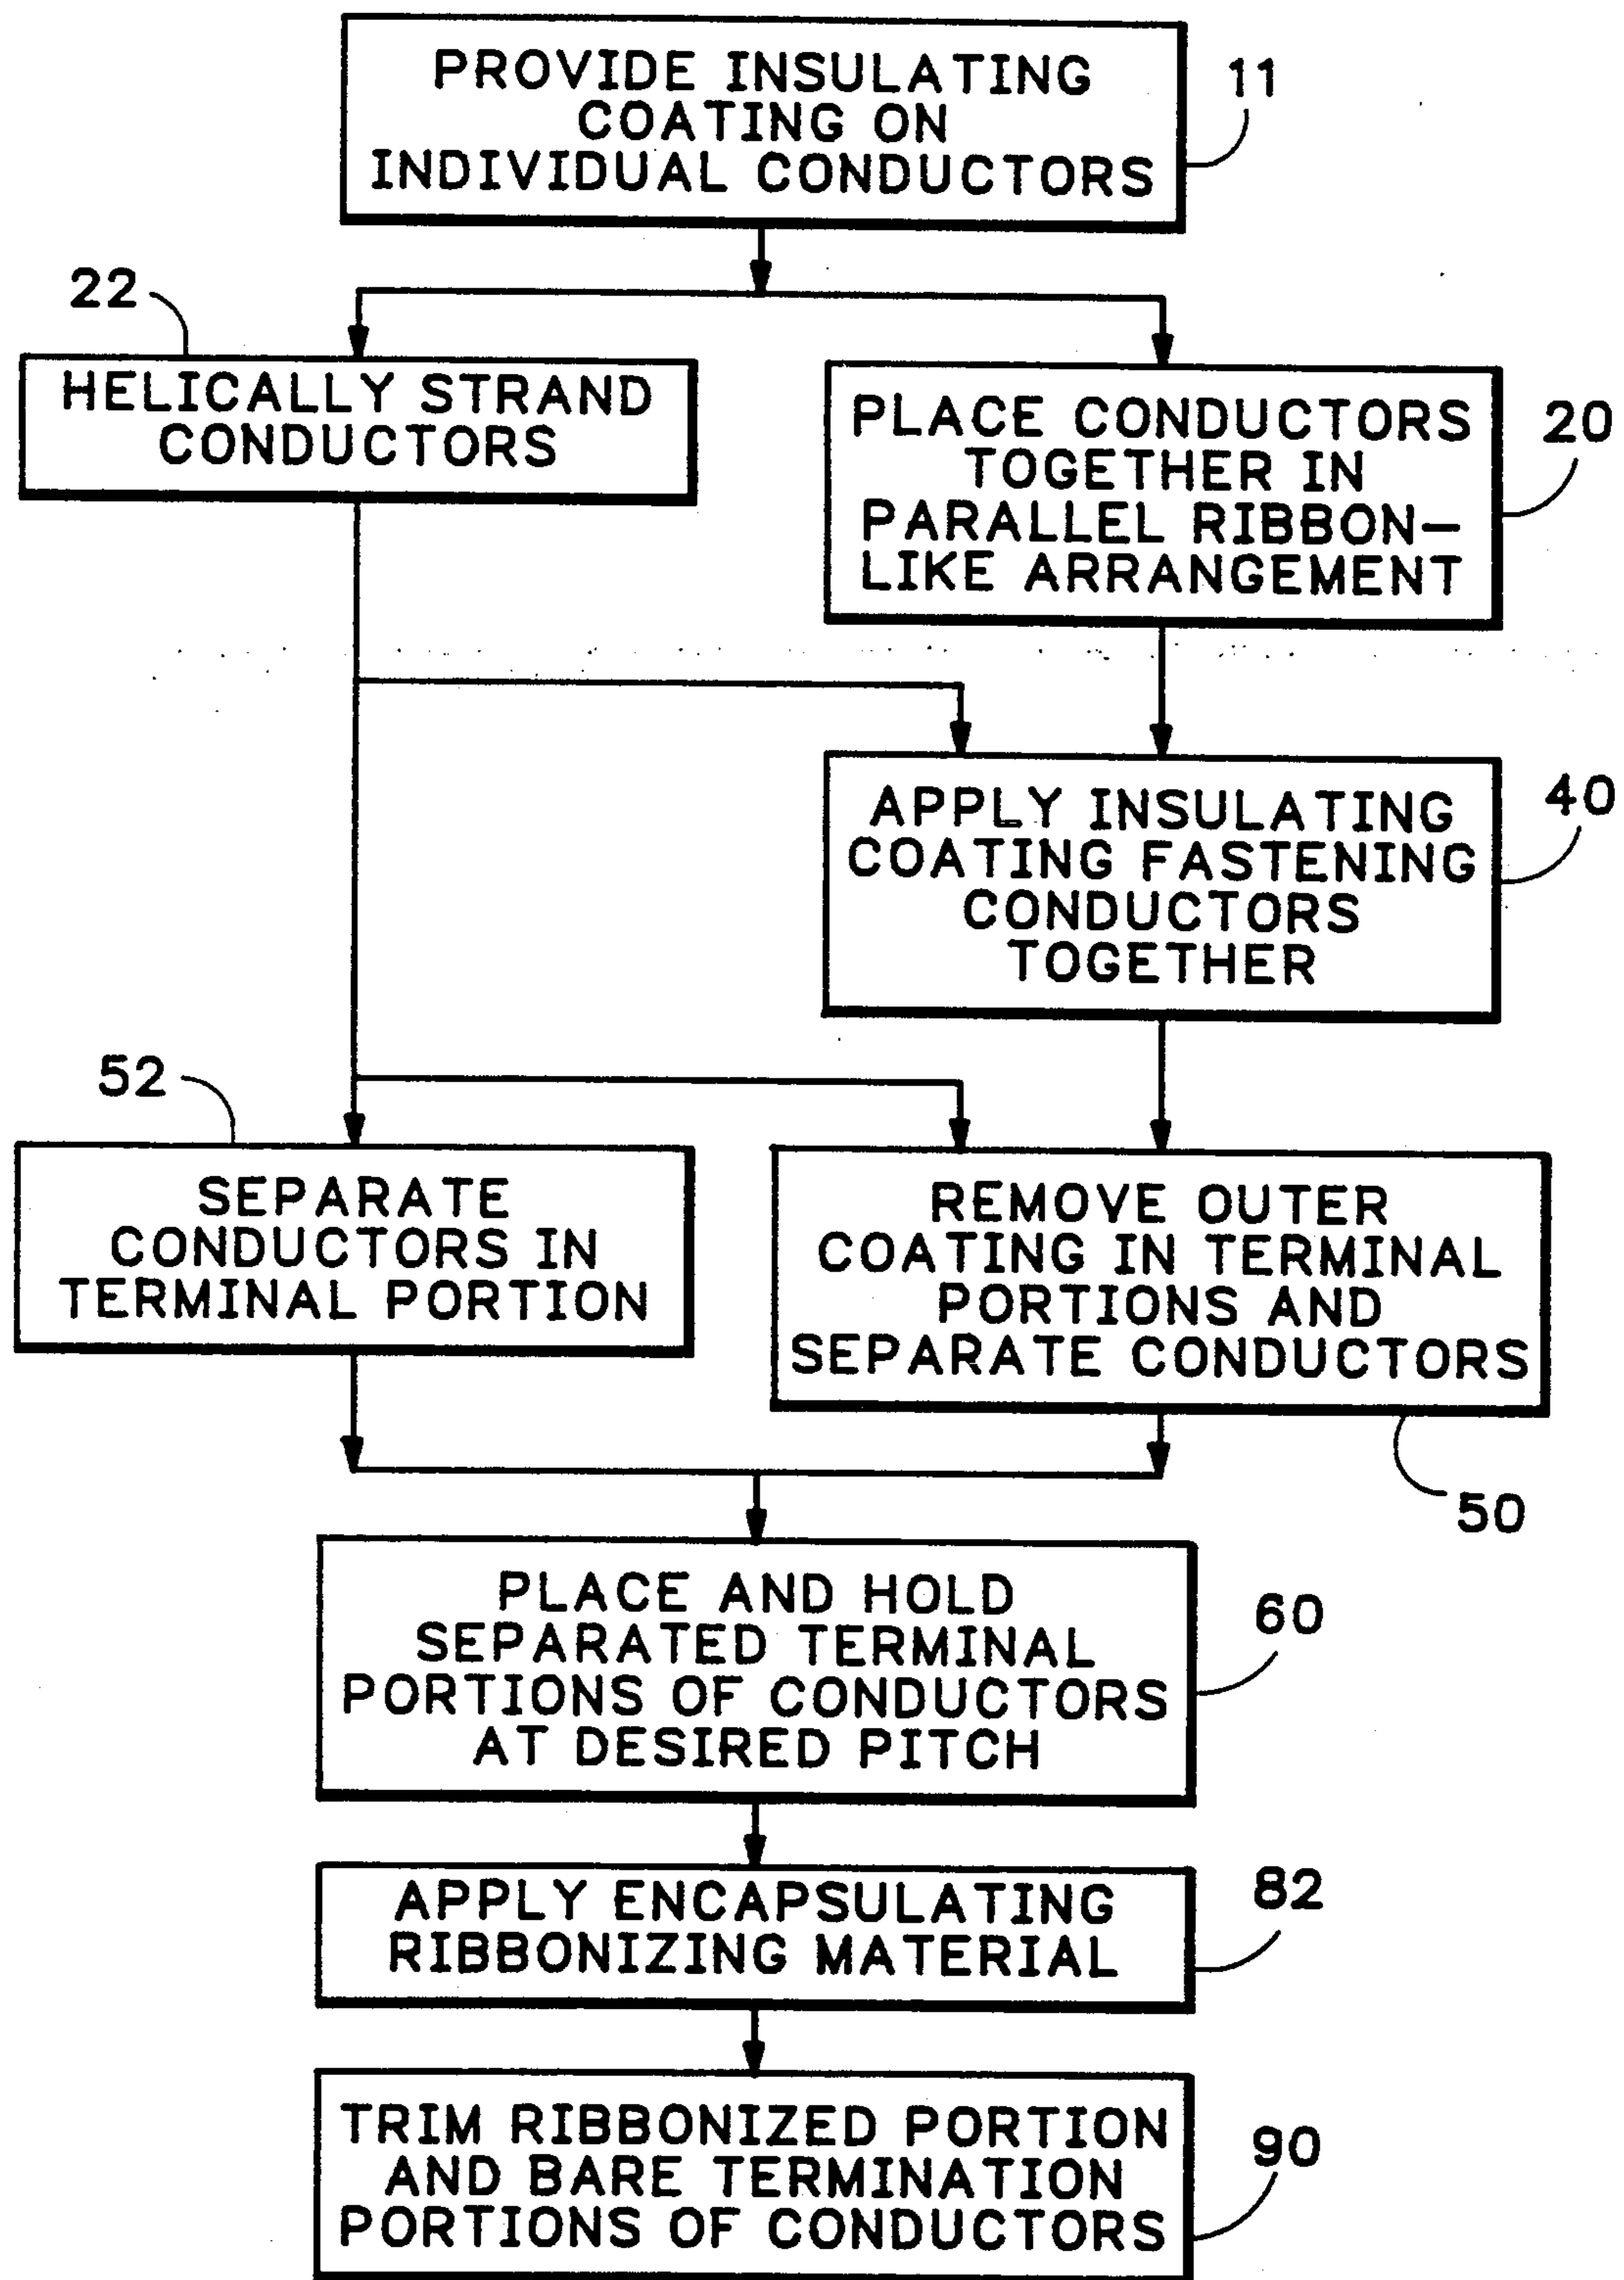 PROVIDE INSULATING
COATING ON
INDIVIDUAL CONDUCTORS
11
22
HELICALLY STRAND
CONDUCTORS
PLACE CONDUCTORS
TOGETHER IN
PARALLEL RIBBON-
LIKE ARRANGEMENT
20
APPLY INSULATING
COATING FASTENING
CONDUCTORS
TOGETHER
40
52
SEPARATE
CONDUCTORS IN
TERMINAL PORTION
REMOVE OUTER
COATING IN TERMINAL
PORTIONS AND
SEPARATE CONDUCTORS
50
PLACE AND HOLD
SEPARATED TERMINAL
PORTIONS OF CONDUCTORS
AT DESIRED PITCH
60
APPLY ENCAPSULATING
RIBBONIZING MATERIAL
82
TRIM RIBBONIZED PORTION
AND BARE TERMINATION
PORTIONS OF CONDUCTORS
90